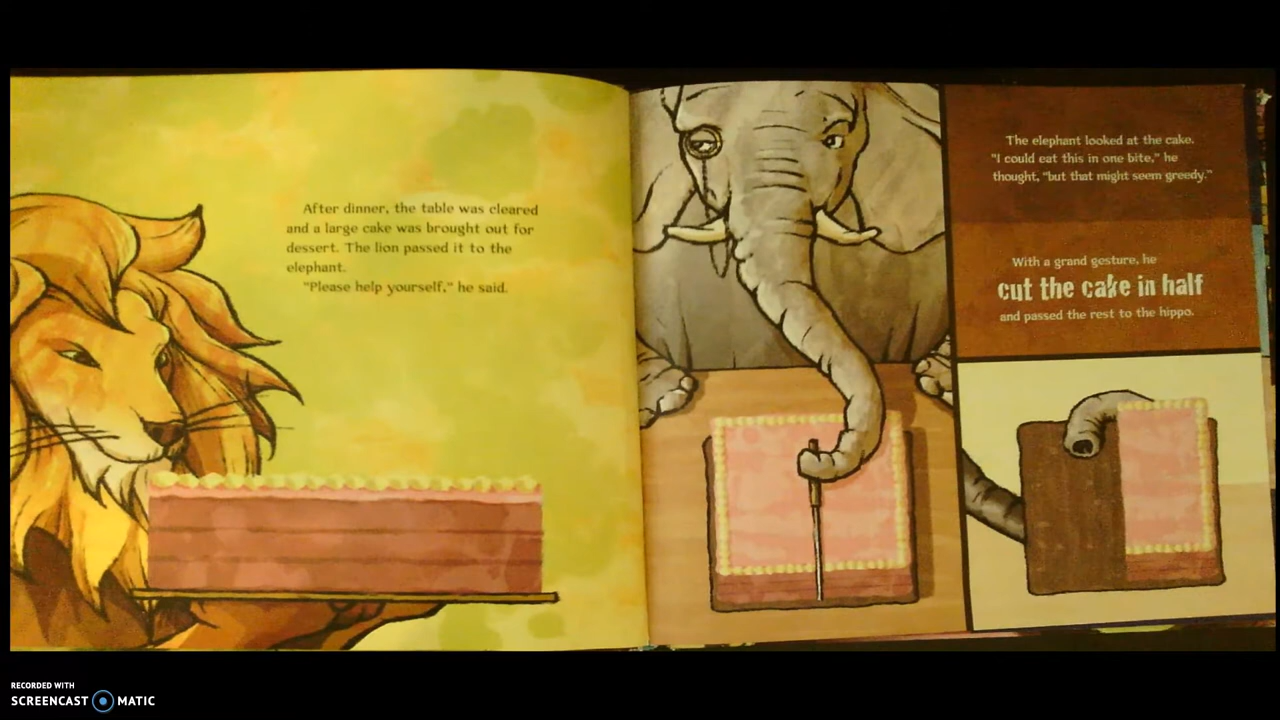 After dinner, the table was cleared
and a large cake was brought out for
dessert. The lion passed it to the
elephant.
"Please help yourself," he said.
The elephant looked at the cake.
"I could eat this in one bite," he
thought, "but that might seem greedy."
With a grand gesture, he
cut the cake in half
and passed the rest to the hippo.
RECORDED WITH
SCREENCAST MATIC